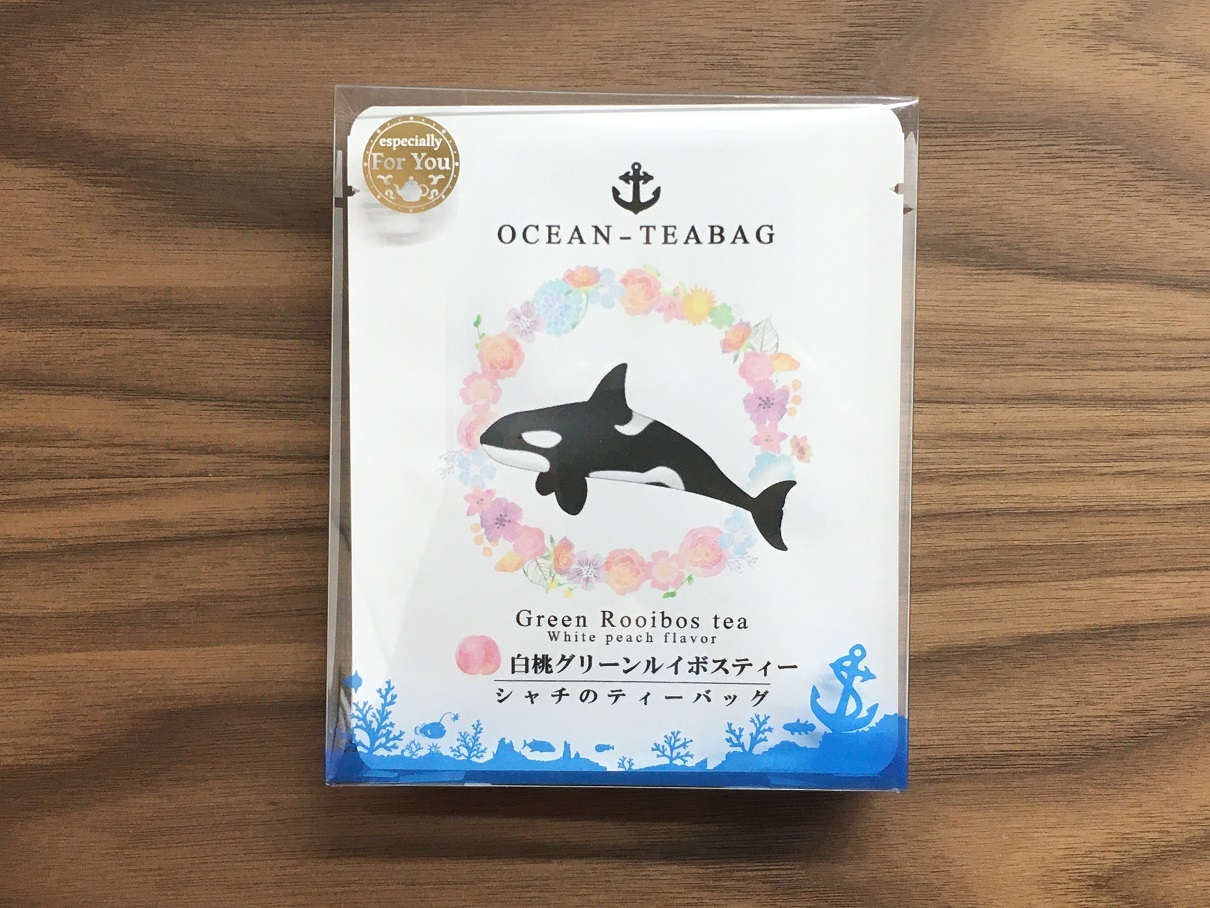 especially
For You
OCEAN-TEABAG
Green Rooibos tea
White peach flavor
白桃グリーンルイボスティー
シャチのティーバッグ